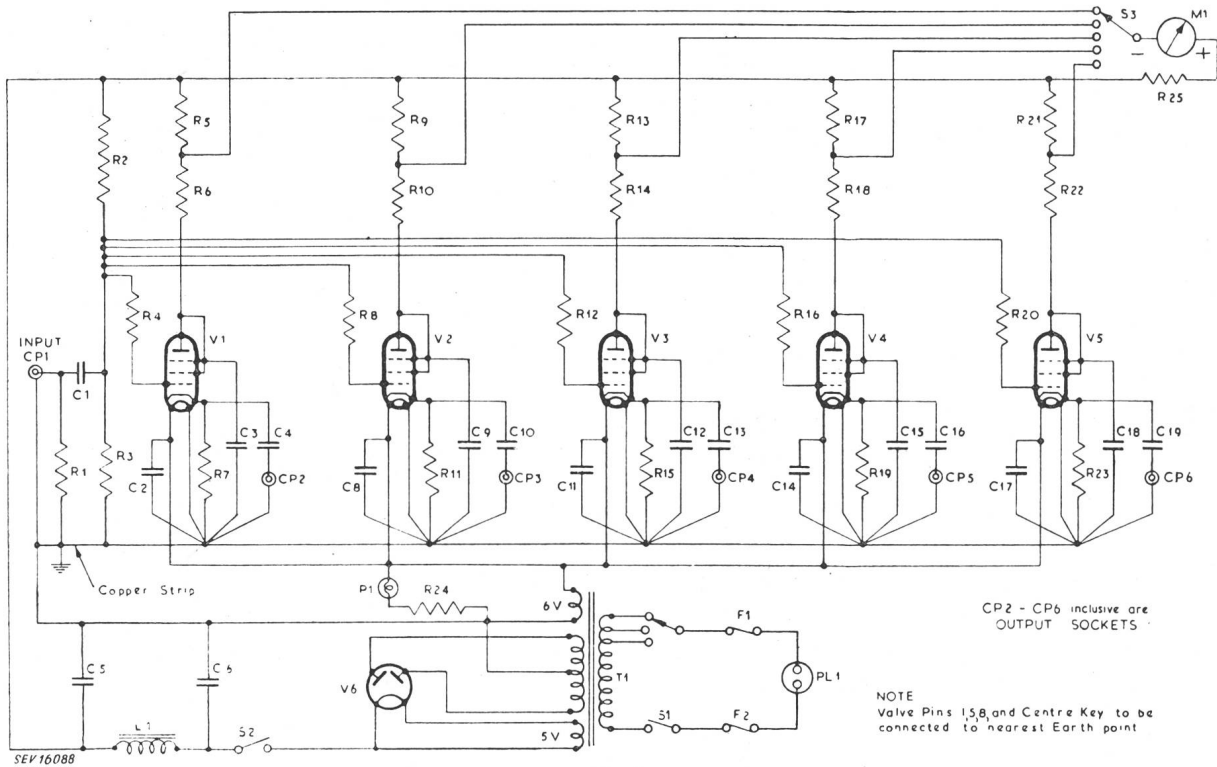 S3
M1
− +
R25
R5
R9
R13
R17
R21
R2
R6
R10
R14
R18
R22
R4
V1
R8
V2
R12
V3
R16
V4
R20
V5
INPUT
CP1
C1
R1
R3
C2
R7
C3
C4
CP2
C8
R11
C9
C10
CP3
C11
R15
C12
C13
CP4
C14
R19
C15
C16
CP5
C17
R23
C18
C19
CP6
Copper Strip
P1
R24
6V
F1
CP2 - CP6 inclusive are
OUTPUT SOCKETS
C5
C6
V6
T1
PL1
NOTE
Valve Pins 1,5,8, and Centre Key to be
connected to nearest Earth point
L1
S2
5V
S1
F2
SEV 16088